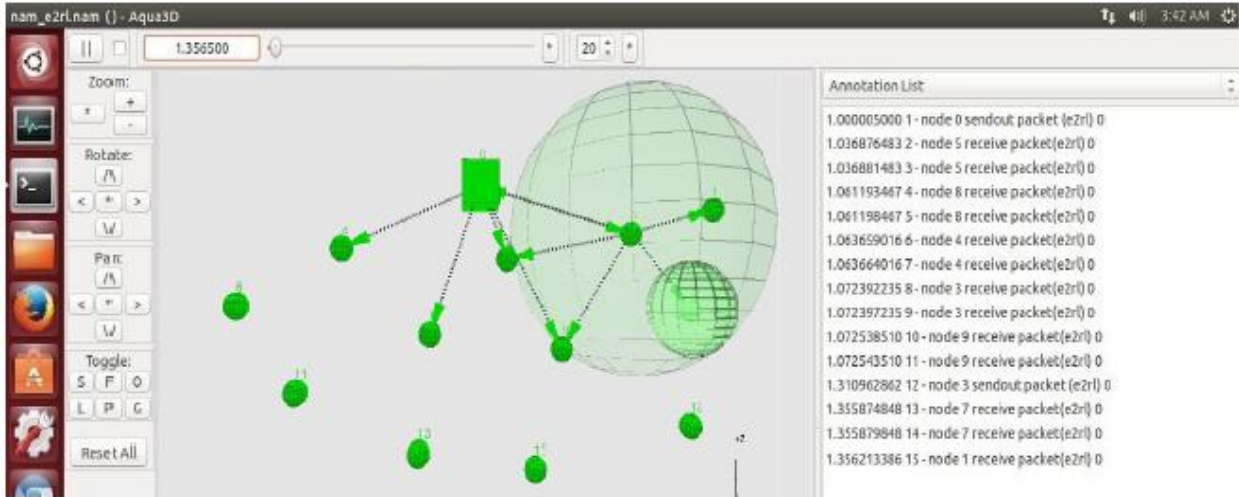 nam_e2rl.nam () - Aqua3D
3:42 AM
1.356500
20
Zoom:
+
-
Rotate:
/\
< * >
\/
Pan:
/\
< * >
\/
Toggle:
S F O
L P G
Reset All
0
1
8
11
13
+z
Annotation List
1.000005000 1 - node 0 sendout packet (e2rl) 0
1.036876483 2 - node 5 receive packet(e2rl) 0
1.036881483 3 - node 5 receive packet(e2rl) 0
1.061193467 4 - node 8 receive packet(e2rl) 0
1.061198467 5 - node 8 receive packet(e2rl) 0
1.063659016 6 - node 4 receive packet(e2rl) 0
1.063664016 7 - node 4 receive packet(e2rl) 0
1.072392235 8 - node 3 receive packet(e2rl) 0
1.072397235 9 - node 3 receive packet(e2rl) 0
1.072538510 10 - node 9 receive packet(e2rl) 0
1.072543510 11 - node 9 receive packet(e2rl) 0
1.310962862 12 - node 3 sendout packet (e2rl) 0
1.355874848 13 - node 7 receive packet(e2rl) 0
1.355879848 14 - node 7 receive packet(e2rl) 0
1.356213386 15 - node 1 receive packet(e2rl) 0